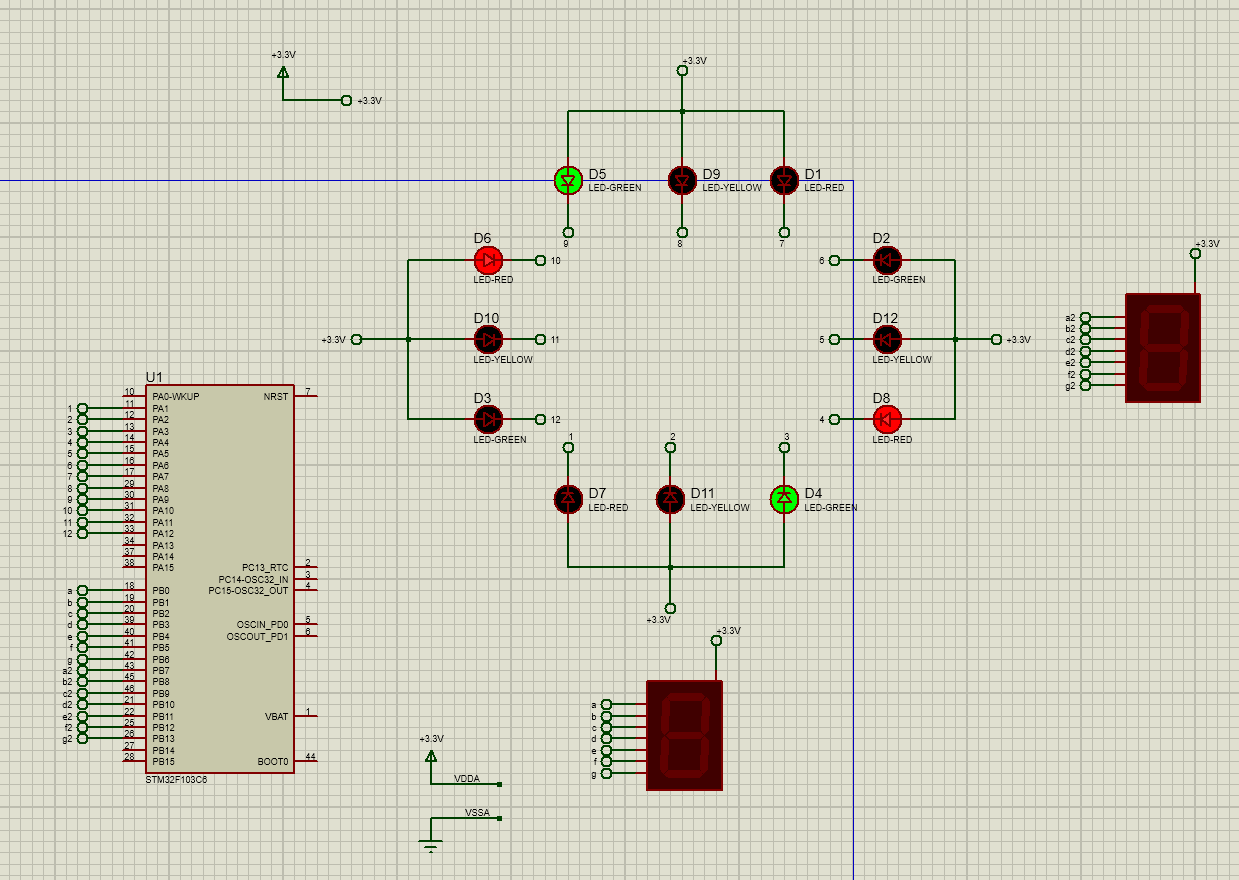 +3.3V
+3.3V
+3.3V
D5
LED-GREEN
D9
LED-YELLOW
D1
LED-RED
9
8
7
D6
LED-RED
10
D10
LED-YELLOW
11
D3
LED-GREEN
12
+3.3V
D2
LED-GREEN
6
D12
LED-YELLOW
5
D8
LED-RED
4
+3.3V
+3.3V
a2
b2
c2
d2
e2
f2
g2
1
2
3
D7
LED-RED
D11
LED-YELLOW
D4
LED-GREEN
+3.3V
U1
10 PA0-WKUP NRST 7
1 11 PA1
2 12 PA2
3 13 PA3
4 14 PA4
5 15 PA5
6 16 PA6
7 17 PA7
8 29 PA8
9 30 PA9
10 31 PA10
11 32 PA11
12 33 PA12
34 PA13
37 PA14
38 PA15
PC13_RTC 2
PC14-OSC32_IN 3
a 18 PB0 PC15-OSC32_OUT 4
b 19 PB1
c 20 PB2
d 39 PB3 OSCIN_PD0 5
e 40 PB4 OSCOUT_PD1 6
f 41 PB5
g 42 PB6
a2 43 PB7
b2 45 PB8
c2 46 PB9
d2 21 PB10
e2 22 PB11 VBAT 1
f2 25 PB12
g2 26 PB13
27 PB14
28 PB15 BOOT0 44
STM32F103C6
+3.3V
a
b
c
d
e
f
g
+3.3V
VDDA
VSSA